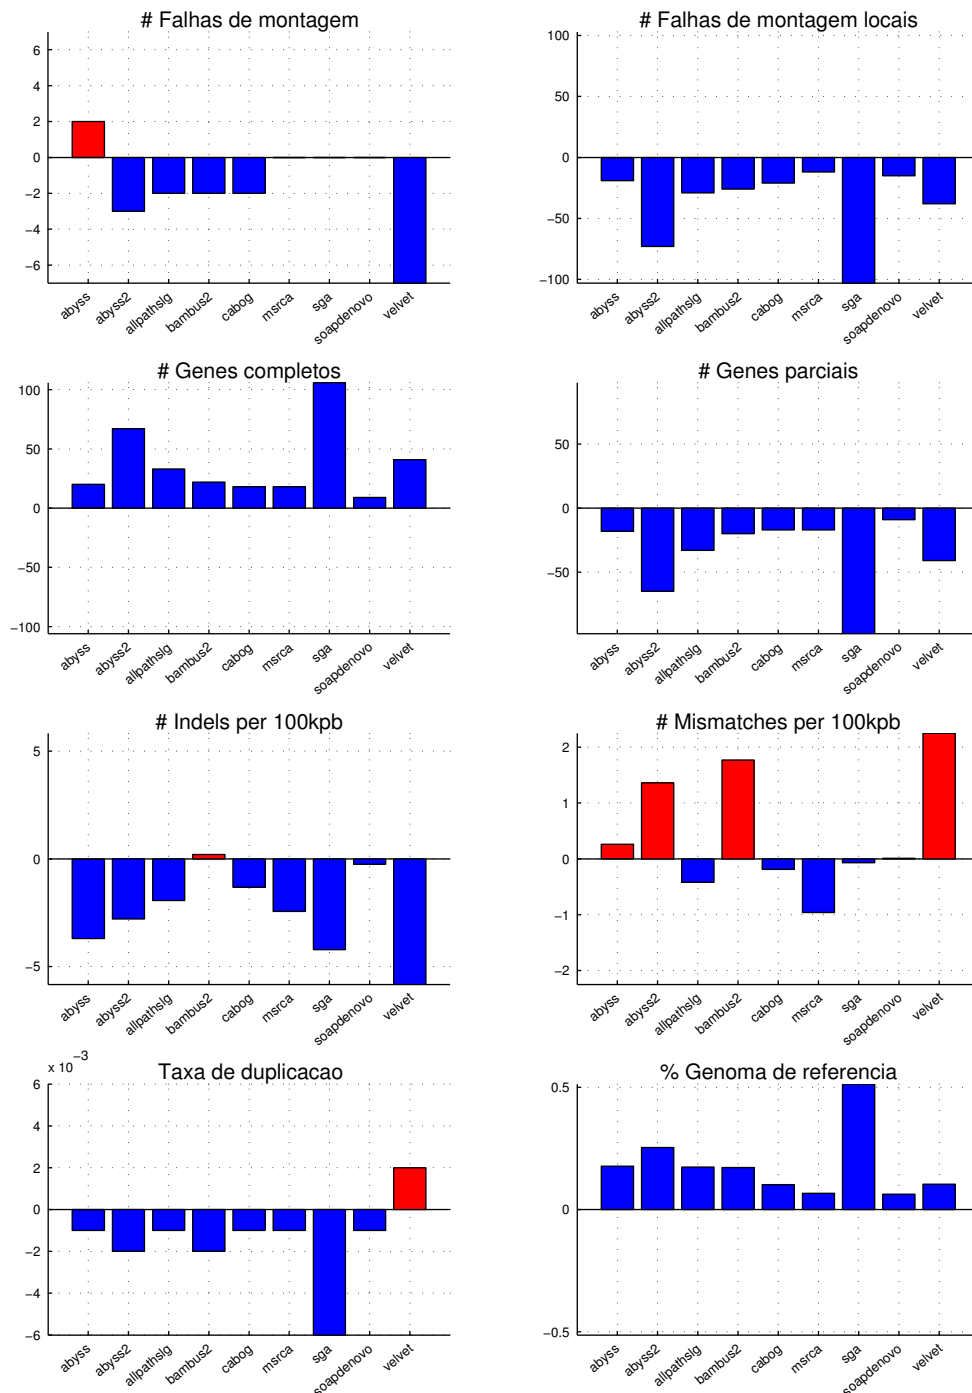 # Falhas de montagem
6
4
2
0
−2
−4
−6
abyss
abyss2
allpathslg
bambus2
cabog
msrca
sga
soapdenovo
velvet
# Falhas de montagem locais
100
50
0
−50
−100
abyss
abyss2
allpathslg
bambus2
cabog
msrca
sga
soapdenovo
velvet
# Genes completos
100
50
0
−50
−100
abyss
abyss2
allpathslg
bambus2
cabog
msrca
sga
soapdenovo
velvet
# Genes parciais
50
0
−50
abyss
abyss2
allpathslg
bambus2
cabog
msrca
sga
soapdenovo
velvet
# Indels per 100kpb
5
0
−5
abyss
abyss2
allpathslg
bambus2
cabog
msrca
sga
soapdenovo
velvet
# Mismatches per 100kpb
2
1
0
−1
−2
abyss
abyss2
allpathslg
bambus2
cabog
msrca
sga
soapdenovo
velvet
x 10−3
Taxa de duplicacao
6
4
2
0
−2
−4
−6
abyss
abyss2
allpathslg
bambus2
cabog
msrca
sga
soapdenovo
velvet
% Genoma de referencia
0.5
0
−0.5
abyss
abyss2
allpathslg
bambus2
cabog
msrca
sga
soapdenovo
velvet